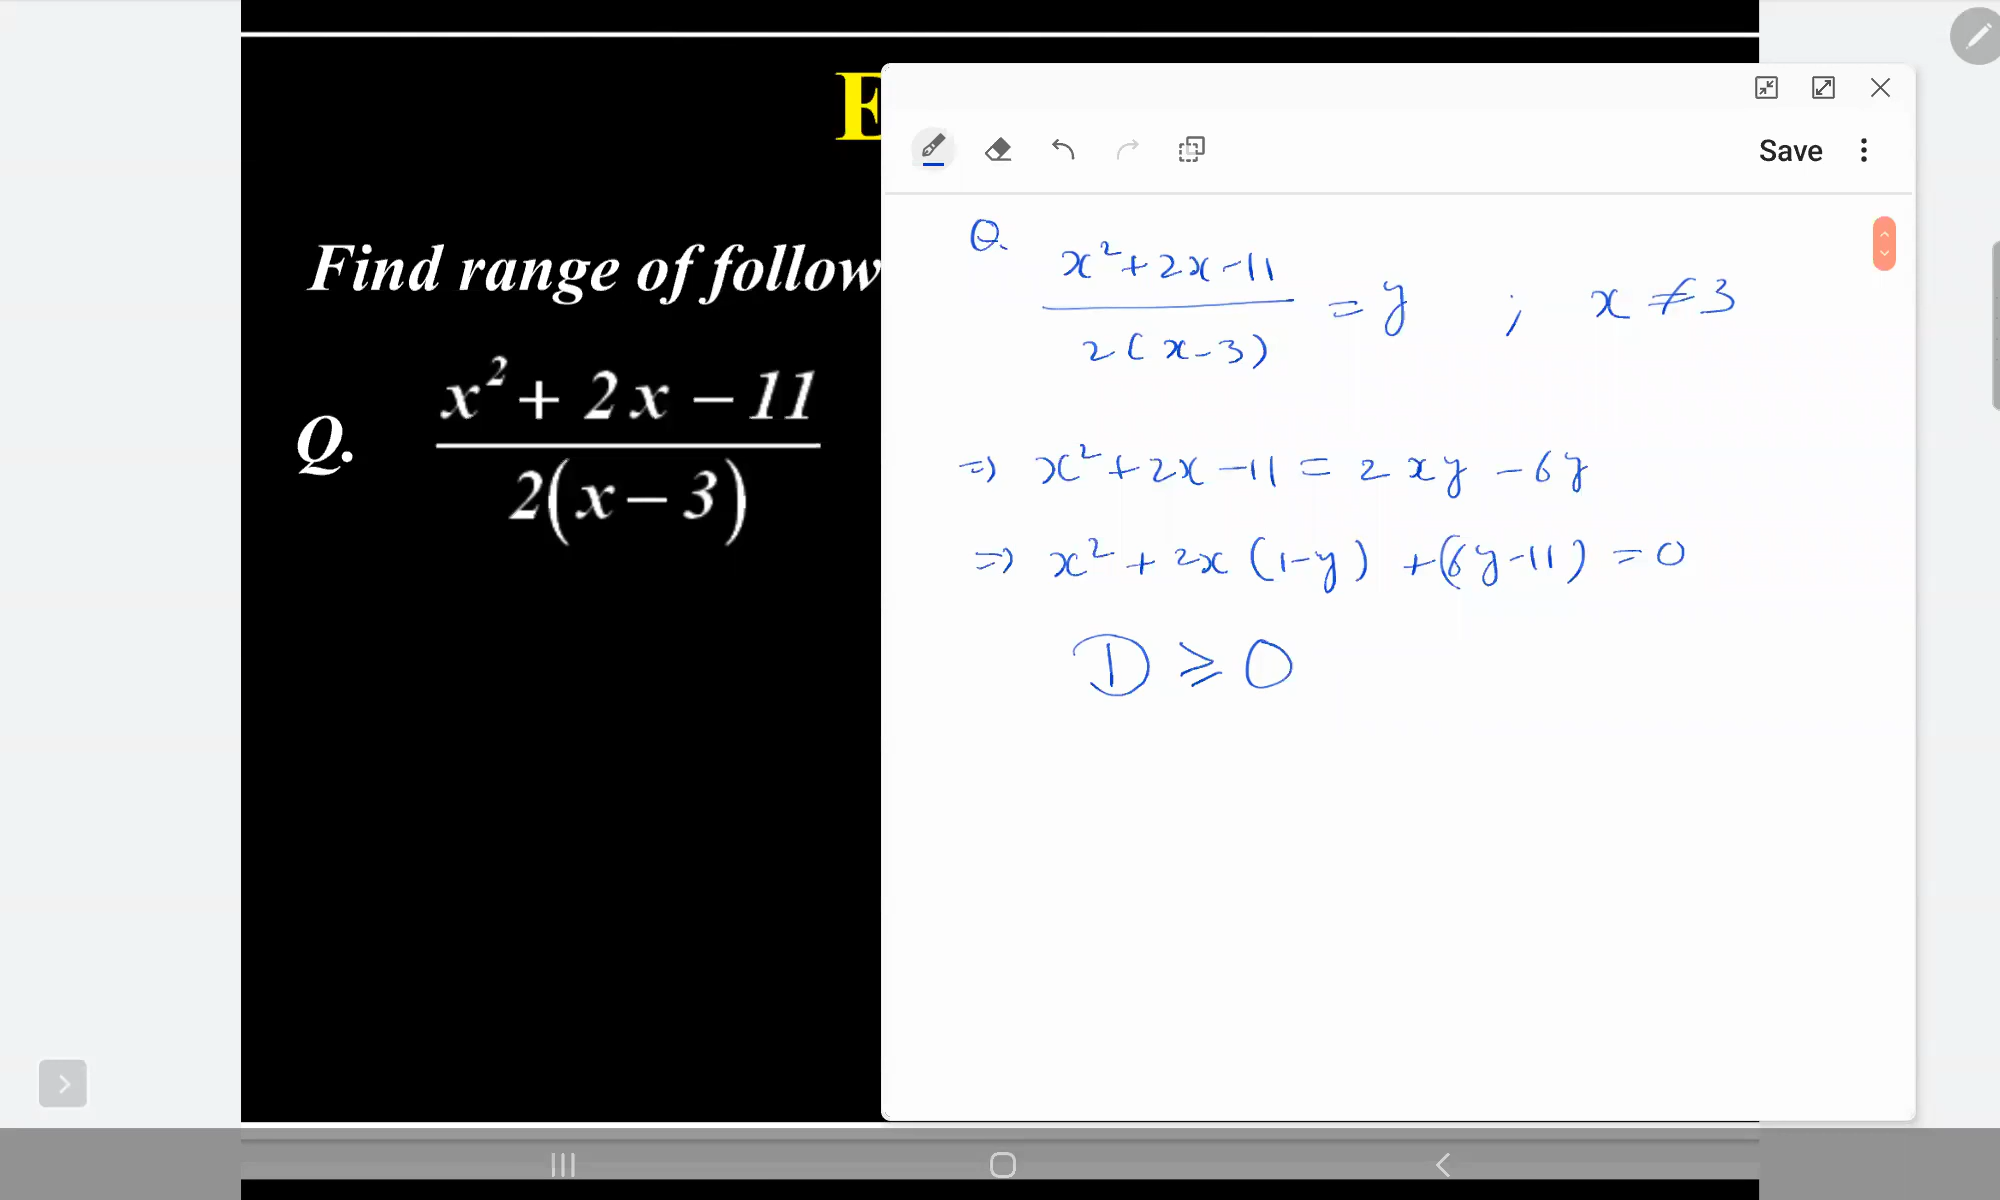 E
Find range of follow
Q. x² + 2x – 11 / 2(x – 3)
Save
Q. x²+2x-11 / 2(x-3) = y ; x ≠ 3
⇒ x²+2x-11 = 2xy - 6y
⇒ x² + 2x(1-y) + (6y-11) = 0
D ≥ 0